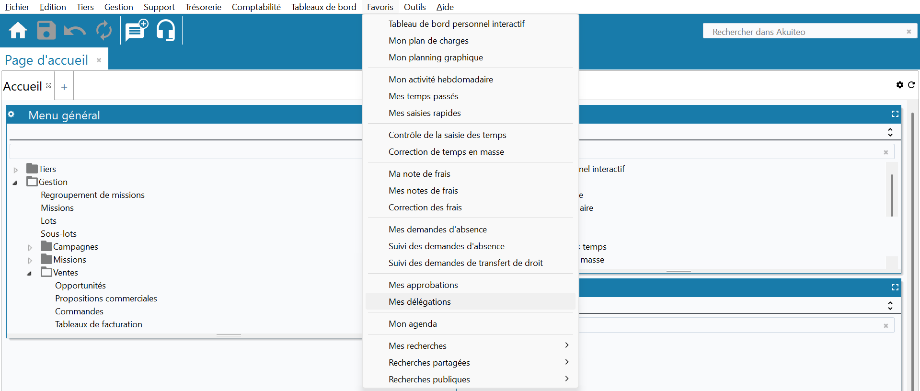 Fichier Edition Tiers Gestion Support Trésorerie Comptabilité Tableaux de bord Favoris Outils Aide
Rechercher dans Akuiteo
Page d'accueil
Accueil
Menu général
Tiers
Gestion
Regroupement de missions
Missions
Lots
Sous-lots
Campagnes
Missions
Ventes
Opportunités
Propositions commerciales
Commandes
Tableaux de facturation
Tableau de bord personnel interactif
Mon plan de charges
Mon planning graphique
Mon activité hebdomadaire
Mes temps passés
Mes saisies rapides
Contrôle de la saisie des temps
Correction de temps en masse
Ma note de frais
Mes notes de frais
Correction des frais
Mes demandes d'absence
Suivi des demandes d'absence
Suivi des demandes de transfert de droit
Mes approbations
Mes délégations
Mon agenda
Mes recherches
Recherches partagées
Recherches publiques
nel interactif
e
aire
s temps
masse